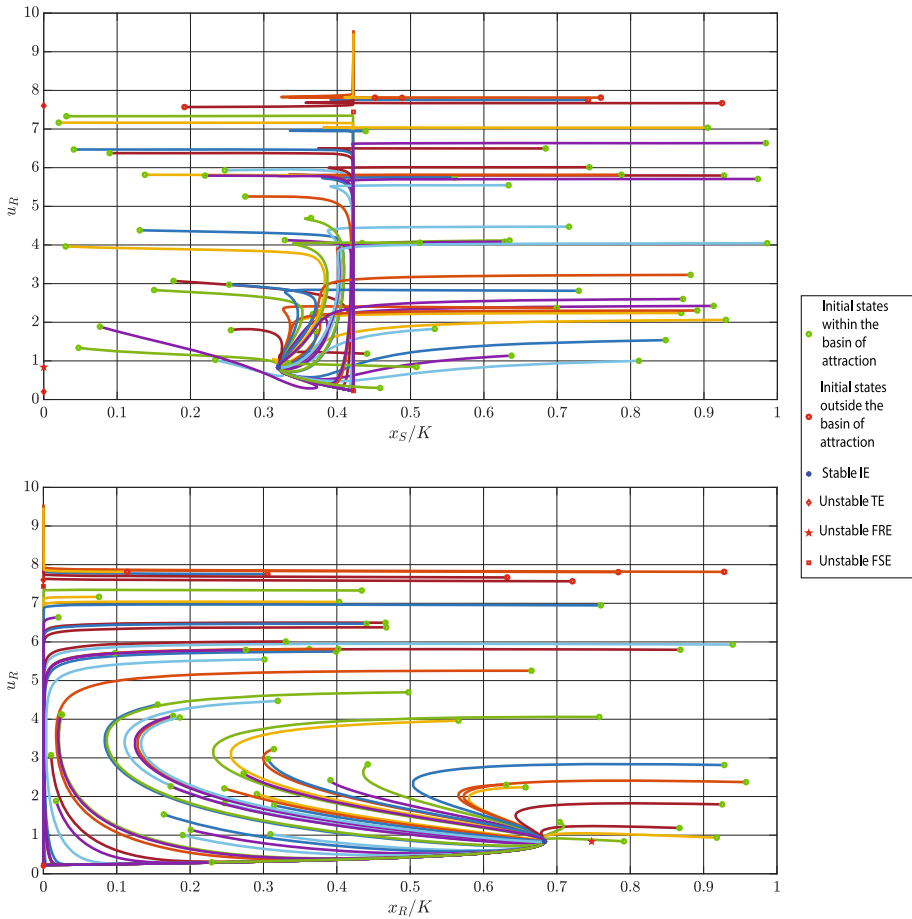 10
9
8
7
6
5
4
3
2
1
0
u_R
0
0.1
0.2
0.3
0.4
0.5
0.6
0.7
0.8
0.9
1
x_S/K
10
9
8
7
6
5
4
3
2
1
0
u_R
0
0.1
0.2
0.3
0.4
0.5
0.6
0.7
0.8
0.9
1
x_R/K
Initial states
within the
basin of
attraction
Initial states
outside the
basin of
attraction
Stable IE
Unstable TE
Unstable FRE
Unstable FSE